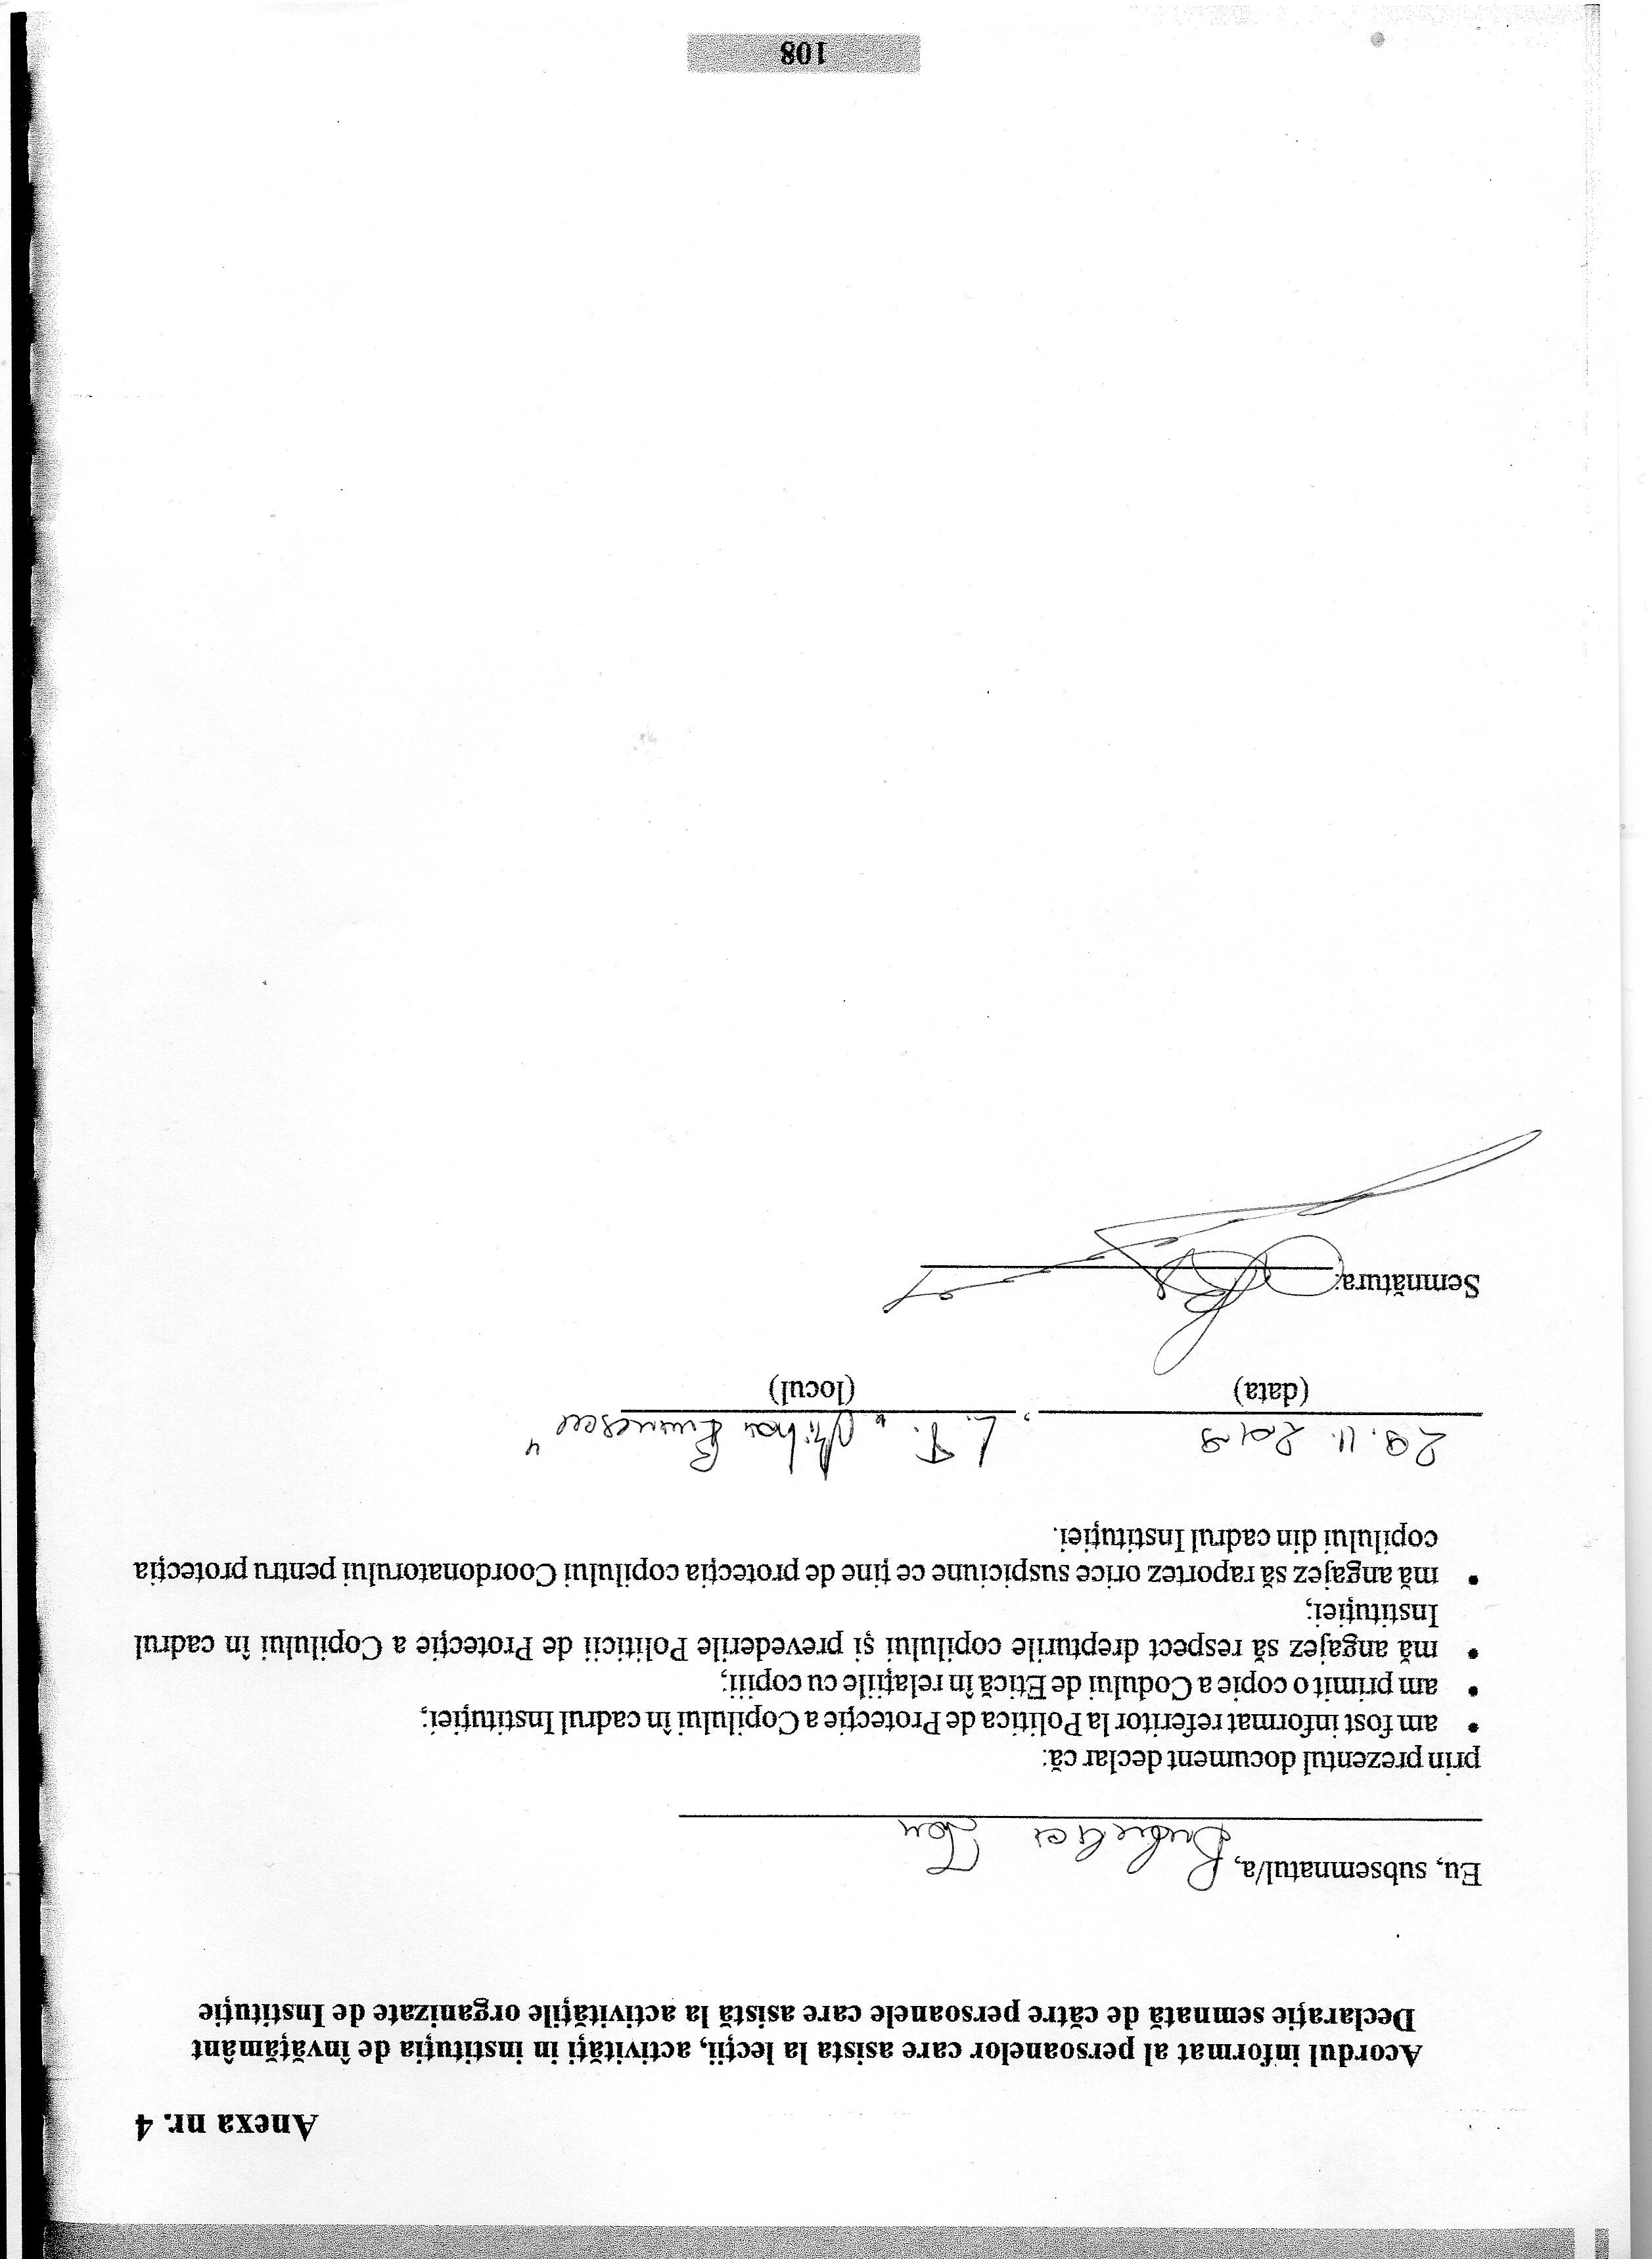 Anexa nr. 4
Acordul informat al persoanelor care asista la lecții, activități in instituția de învățământ
Declaraţie semnată de către persoanele care asistă la activitățile organizate de Instituție
Eu, subsemnatul/a,
Ion
prin prezentul document declar că:
• am fost informat referitor la Politica de Protecţie a Copilului în cadrul Instituției;
• am primit o copie a Codului de Etică în relațiile cu copiii;
• mă angajez să respect drepturile copilului și prevederile Politicii de Protecţie a Copilului în cadrul
Instituției;
• mă angajez să raportez orice suspiciune ce ține de protecția copilului Coordonatorului pentru protecția
copilului din cadrul Instituției.
29.11.2019, L.T. „Mihai Eminescu"
(data) (locul)
Semnătura:
108